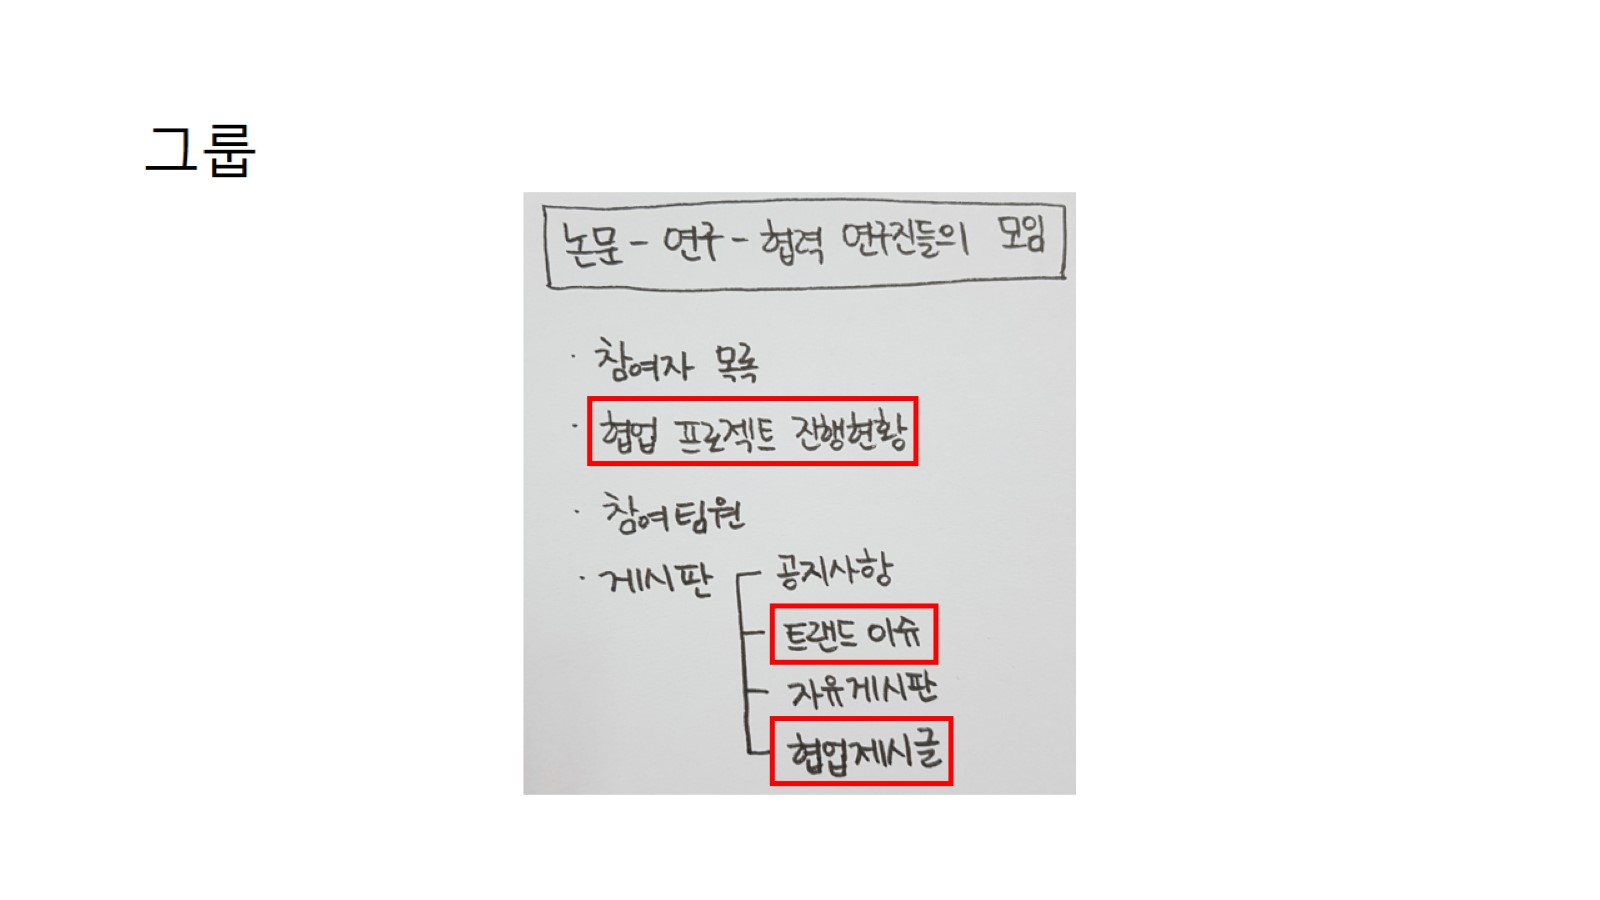 그룹
논문 - 연구 - 협력 연구진들의 모임
· 참여자 목록
· 협업 프로젝트 진행현황
· 참여팀원
· 게시판
공지사항
트랜드 이슈
자유게시판
협업제시글